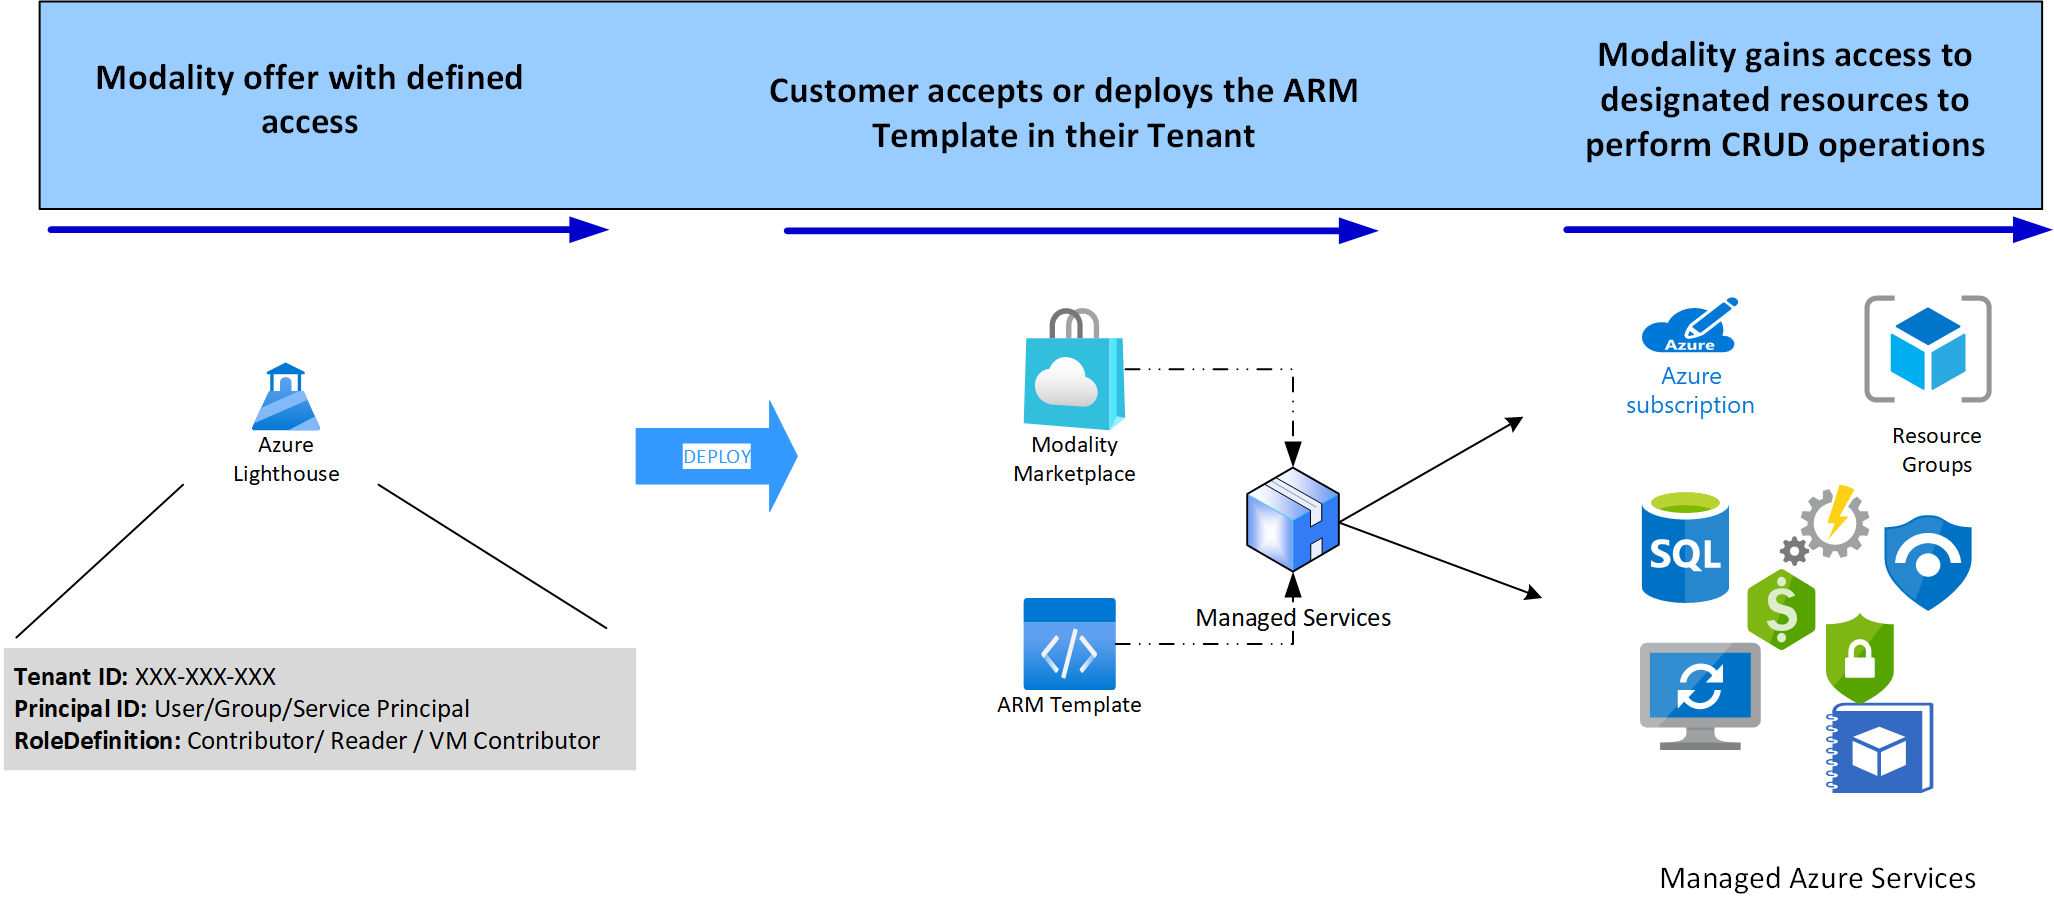 Modality offer with defined
access
Customer accepts or deploys the ARM
Template in their Tenant
Modality gains access to
designated resources to
perform CRUD operations
Azure
Lighthouse
DEPLOY
Tenant ID: XXX-XXX-XXX
Principal ID: User/Group/Service Principal
RoleDefinition: Contributor/ Reader / VM Contributor
Modality
Marketplace
Managed Services
ARM Template
Azure
Azure
subscription
Resource
Groups
SQL
$
Managed Azure Services